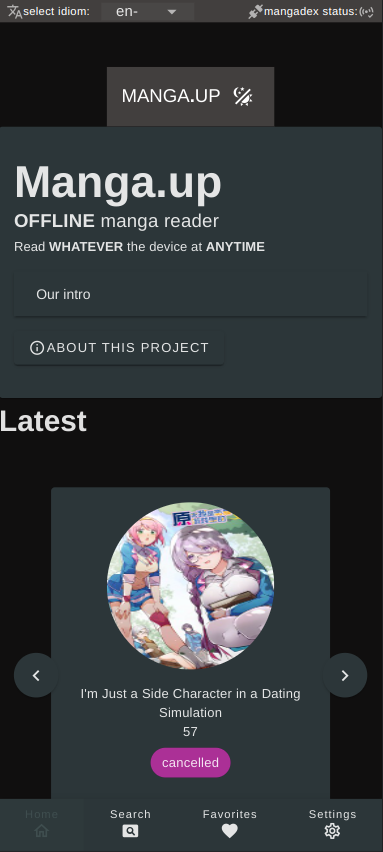 select idiom: en- mangadex status:
MANGA.UP
Manga.up
OFFLINE manga reader
Read WHATEVER the device at ANYTIME
Our intro
ABOUT THIS PROJECT
Latest
I'm Just a Side Character in a Dating
Simulation
57
cancelled
Home Search Favorites Settings